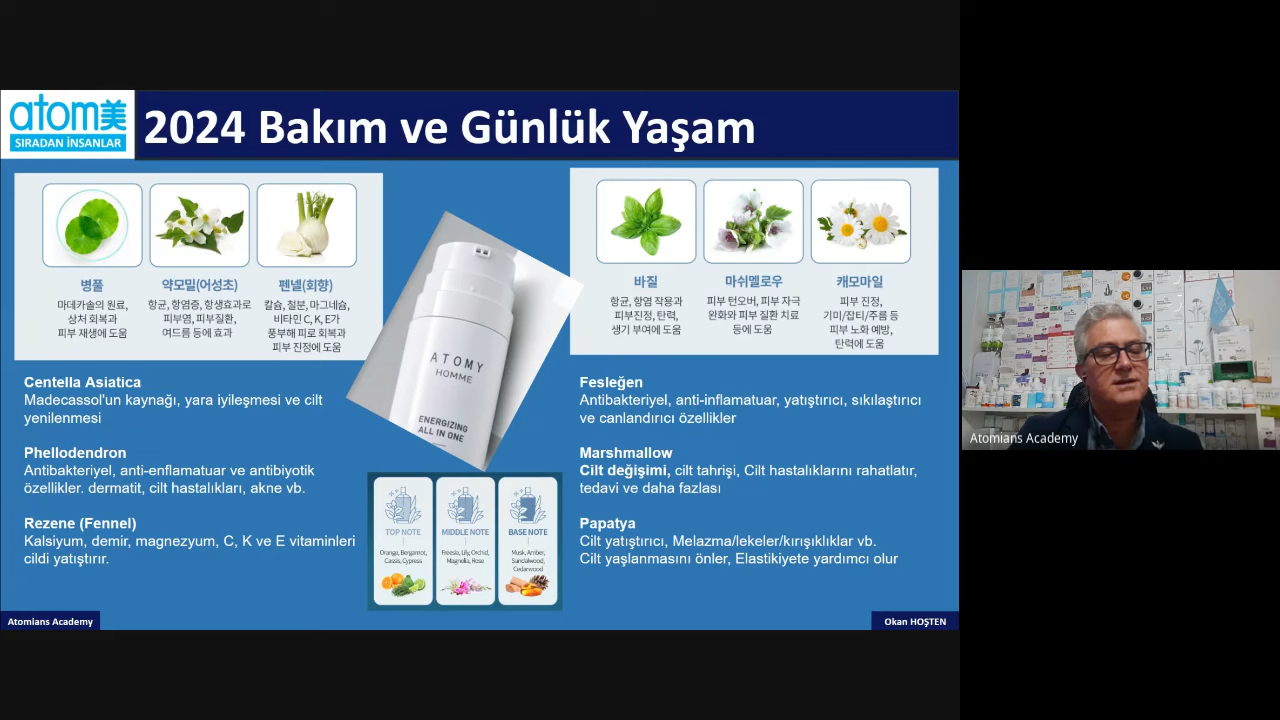 atom美
SIRADAN İNSANLAR
2024 Bakım ve Günlük Yaşam
병풀
마데카솔의 원료,
상처 회복과
피부 재생에 도움
약모밀(어성초)
항균, 항염증, 항생효과로
피부염, 피부질환,
여드름 등에 효과
펜넬(회향)
칼슘, 철분, 마그네슘,
비타민 C, K, E가
풍부해 피로 회복과
피부 진정에 도움
Centella Asiatica
Madecassol'un kaynağı, yara iyileşmesi ve cilt
yenilenmesi
Phellodendron
Antibakteriyel, anti-enflamatuar ve antibiyotik
özellikler. dermatit, cilt hastalıkları, akne vb.
Rezene (Fennel)
Kalsiyum, demir, magnezyum, C, K ve E vitaminleri
cildi yatıştırır.
ATOMY
HOMME
ENERGIZING
ALL IN ONE
TOP NOTE
Orange, Bergamot,
Cassis, Cypress
MIDDLE NOTE
Freesia, Lily, Orchid,
Magnolia, Rose
BASE NOTE
Musk, Amber,
Sandalwood,
Cedarwood
바질
항균, 항염 작용과
피부진정, 탄력,
생기 부여에 도움
마쉬멜로우
피부 턴오버, 피부 자극
완화와 피부 질환 치료
등에 도움
캐모마일
피부 진정,
기미/잡티/주름 등
피부 노화 예방,
탄력에 도움
Fesleğen
Antibakteriyel, anti-inflamatuar, yatıştırıcı, sıkılaştırıcı
ve canlandırıcı özellikler
Marshmallow
Cilt değişimi, cilt tahrişi, Cilt hastalıklarını rahatlatır,
tedavi ve daha fazlası
Papatya
Cilt yatıştırıcı, Melazma/lekeler/kırışıklıklar vb.
Cilt yaşlanmasını önler, Elastikiyete yardımcı olur
Atomians Academy
Okan HOŞTEN
Atomians Academy